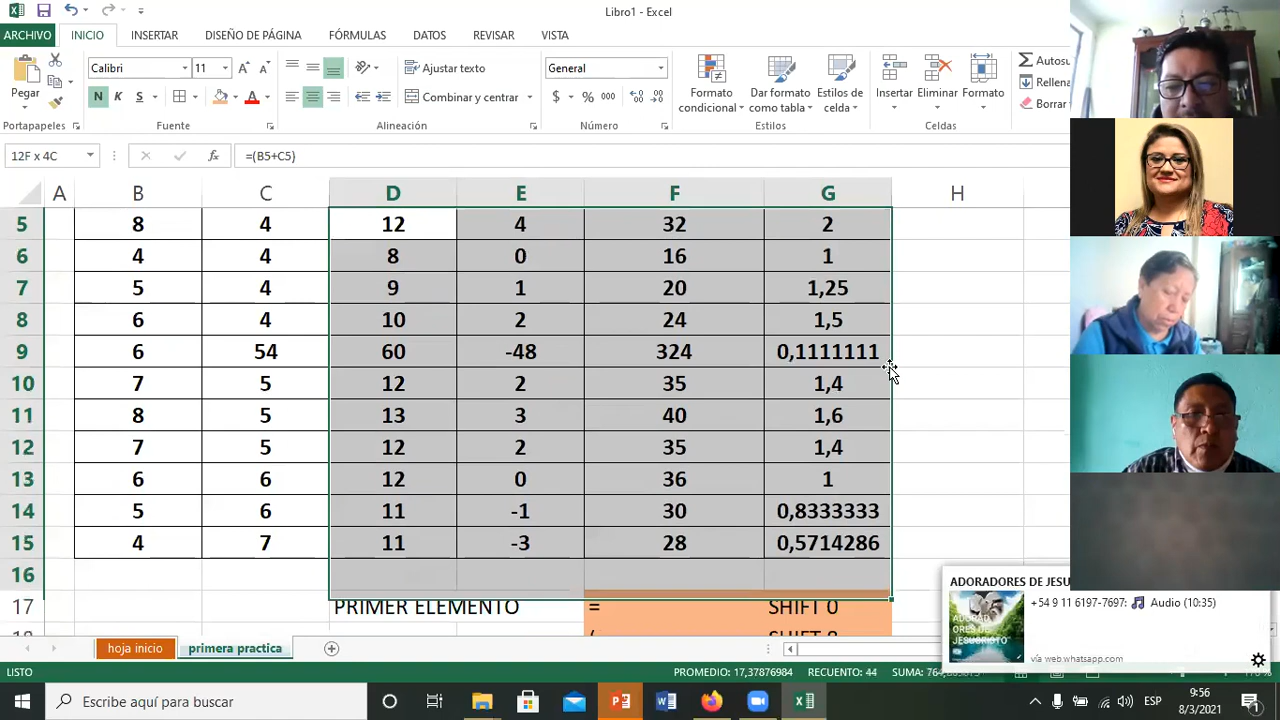 Libro1 - Excel
ARCHIVO INICIO INSERTAR DISEÑO DE PÁGINA FÓRMULAS DATOS REVISAR VISTA
Calibri 11 Ajustar texto General Autosu
Pegar N K S Combinar y centrar $ % 000 Formato condicional Dar formato como tabla Estilos de celda Insertar Eliminar Formato Rellena
Borrar
Portapapeles Fuente Alineación Número Estilos Celdas
12F x 4C fx =(B5+C5)
A B C D E F G H
5 8 4 12 4 32 2
6 4 4 8 0 16 1
7 5 4 9 1 20 1,25
8 6 4 10 2 24 1,5
9 6 54 60 -48 324 0,1111111
10 7 5 12 2 35 1,4
11 8 5 13 3 40 1,6
12 7 5 12 2 35 1,4
13 6 6 12 0 36 1
14 5 6 11 -1 30 0,8333333
15 4 7 11 -3 28 0,5714286
16
17 PRIMER ELEMENTO = SHIFT 0
hoja inicio primera practica
ADORADORES DE JESU
+54 9 11 6197-7697: Audio (10:35)
ADORAD
ORES DE
JESUCRISTO
vía web.whatsapp.com
LISTO PROMEDIO: 17,37876984 RECUENTO: 44
Escribe aquí para buscar
ESP
9:56
8/3/2021